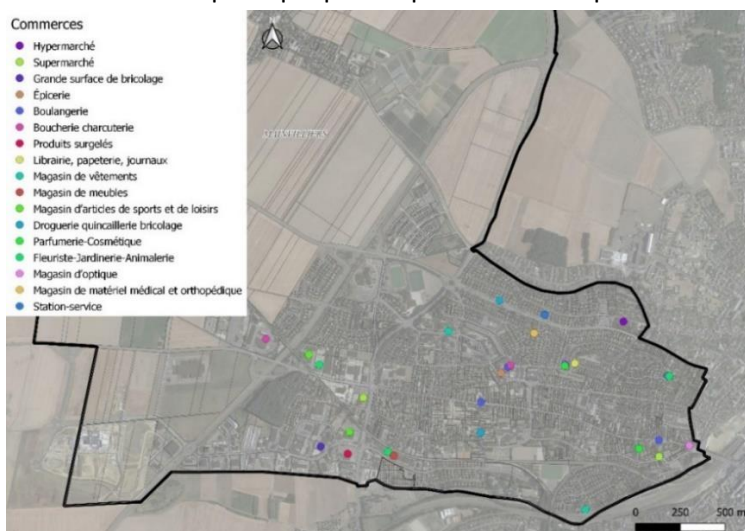 Commerces
Hypermarché
Supermarché
Grande surface de bricolage
Épicerie
Boulangerie
Boucherie charcuterie
Produits surgelés
Librairie, papeterie, journaux
Magasin de vêtements
Magasin de meubles
Magasin d'articles de sports et de loisirs
Droguerie quincaillerie bricolage
Parfumerie-Cosmétique
Fleuriste-Jardinerie-Animalerie
Magasin d'optique
Magasin de matériel médical et orthopédique
Station-service
MAINVILLIERS
0 250 500 m